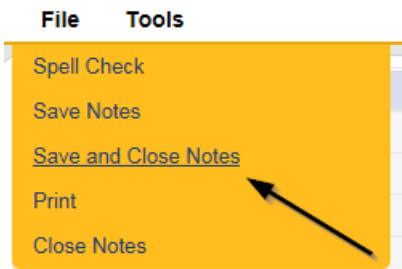 File Tools
Spell Check
Save Notes
Save and Close Notes
Print
Close Notes